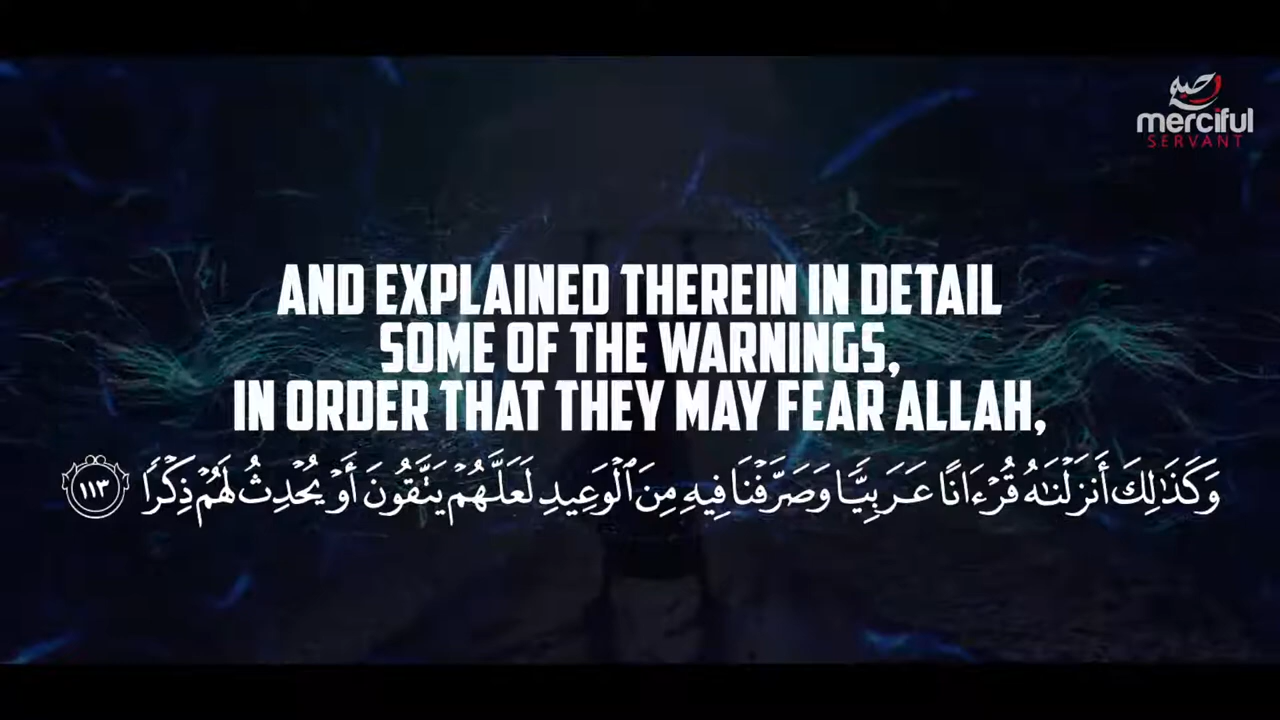 رحيم
merciful
SERVANT
AND EXPLAINED THEREIN IN DETAIL
SOME OF THE WARNINGS,
IN ORDER THAT THEY MAY FEAR ALLAH,
وَكَذَٰلِكَ أَنزَلْنَٰهُ قُرْءَانًا عَرَبِيًّا وَصَرَّفْنَا فِيهِ مِنَ ٱلْوَعِيدِ لَعَلَّهُمْ يَتَّقُونَ أَوْ يُحْدِثُ لَهُمْ ذِكْرًا ١١٣